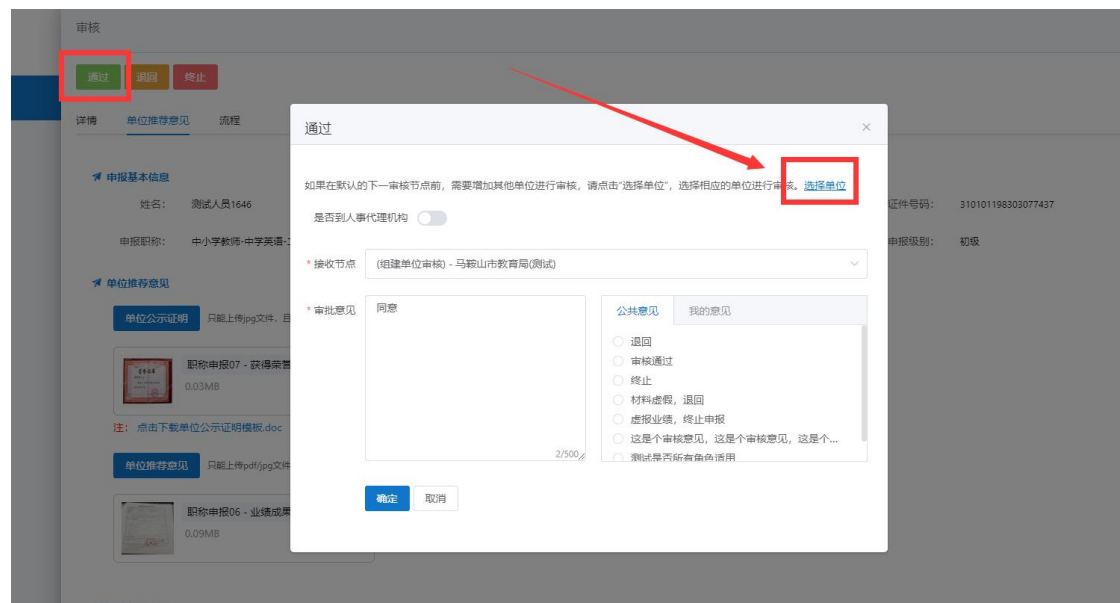 审核
通过 退回 终止
详情 单位推荐意见 流程
申报基本信息
姓名： 测试人员1646
证件号码： 310101198303077437
申报职称： 中小学教师-中学英语-
申报级别： 初级
单位推荐意见
单位公示证明 只能上传jpg文件，且
职称申报07 - 获得荣誉
0.03MB
注： 点击下载单位公示证明模板.doc
单位推荐意见 只能上传pdf/jpg文件
职称申报06 - 业绩成果
0.09MB
通过
如果在默认的下一审核节点前，需要增加其他单位进行审核，请点击“选择单位”，选择相应的单位进行审核。选择单位
是否到人事代理机构
* 接收节点 (组建单位审核) - 马鞍山市教育局(测试)
* 审批意见 同意
2/500
公共意见 我的意见
退回
审核通过
终止
材料虚假，退回
虚报业绩，终止申报
这是个审核意见，这是个审核意见，这是个...
测试是否所有角色适用
确定 取消